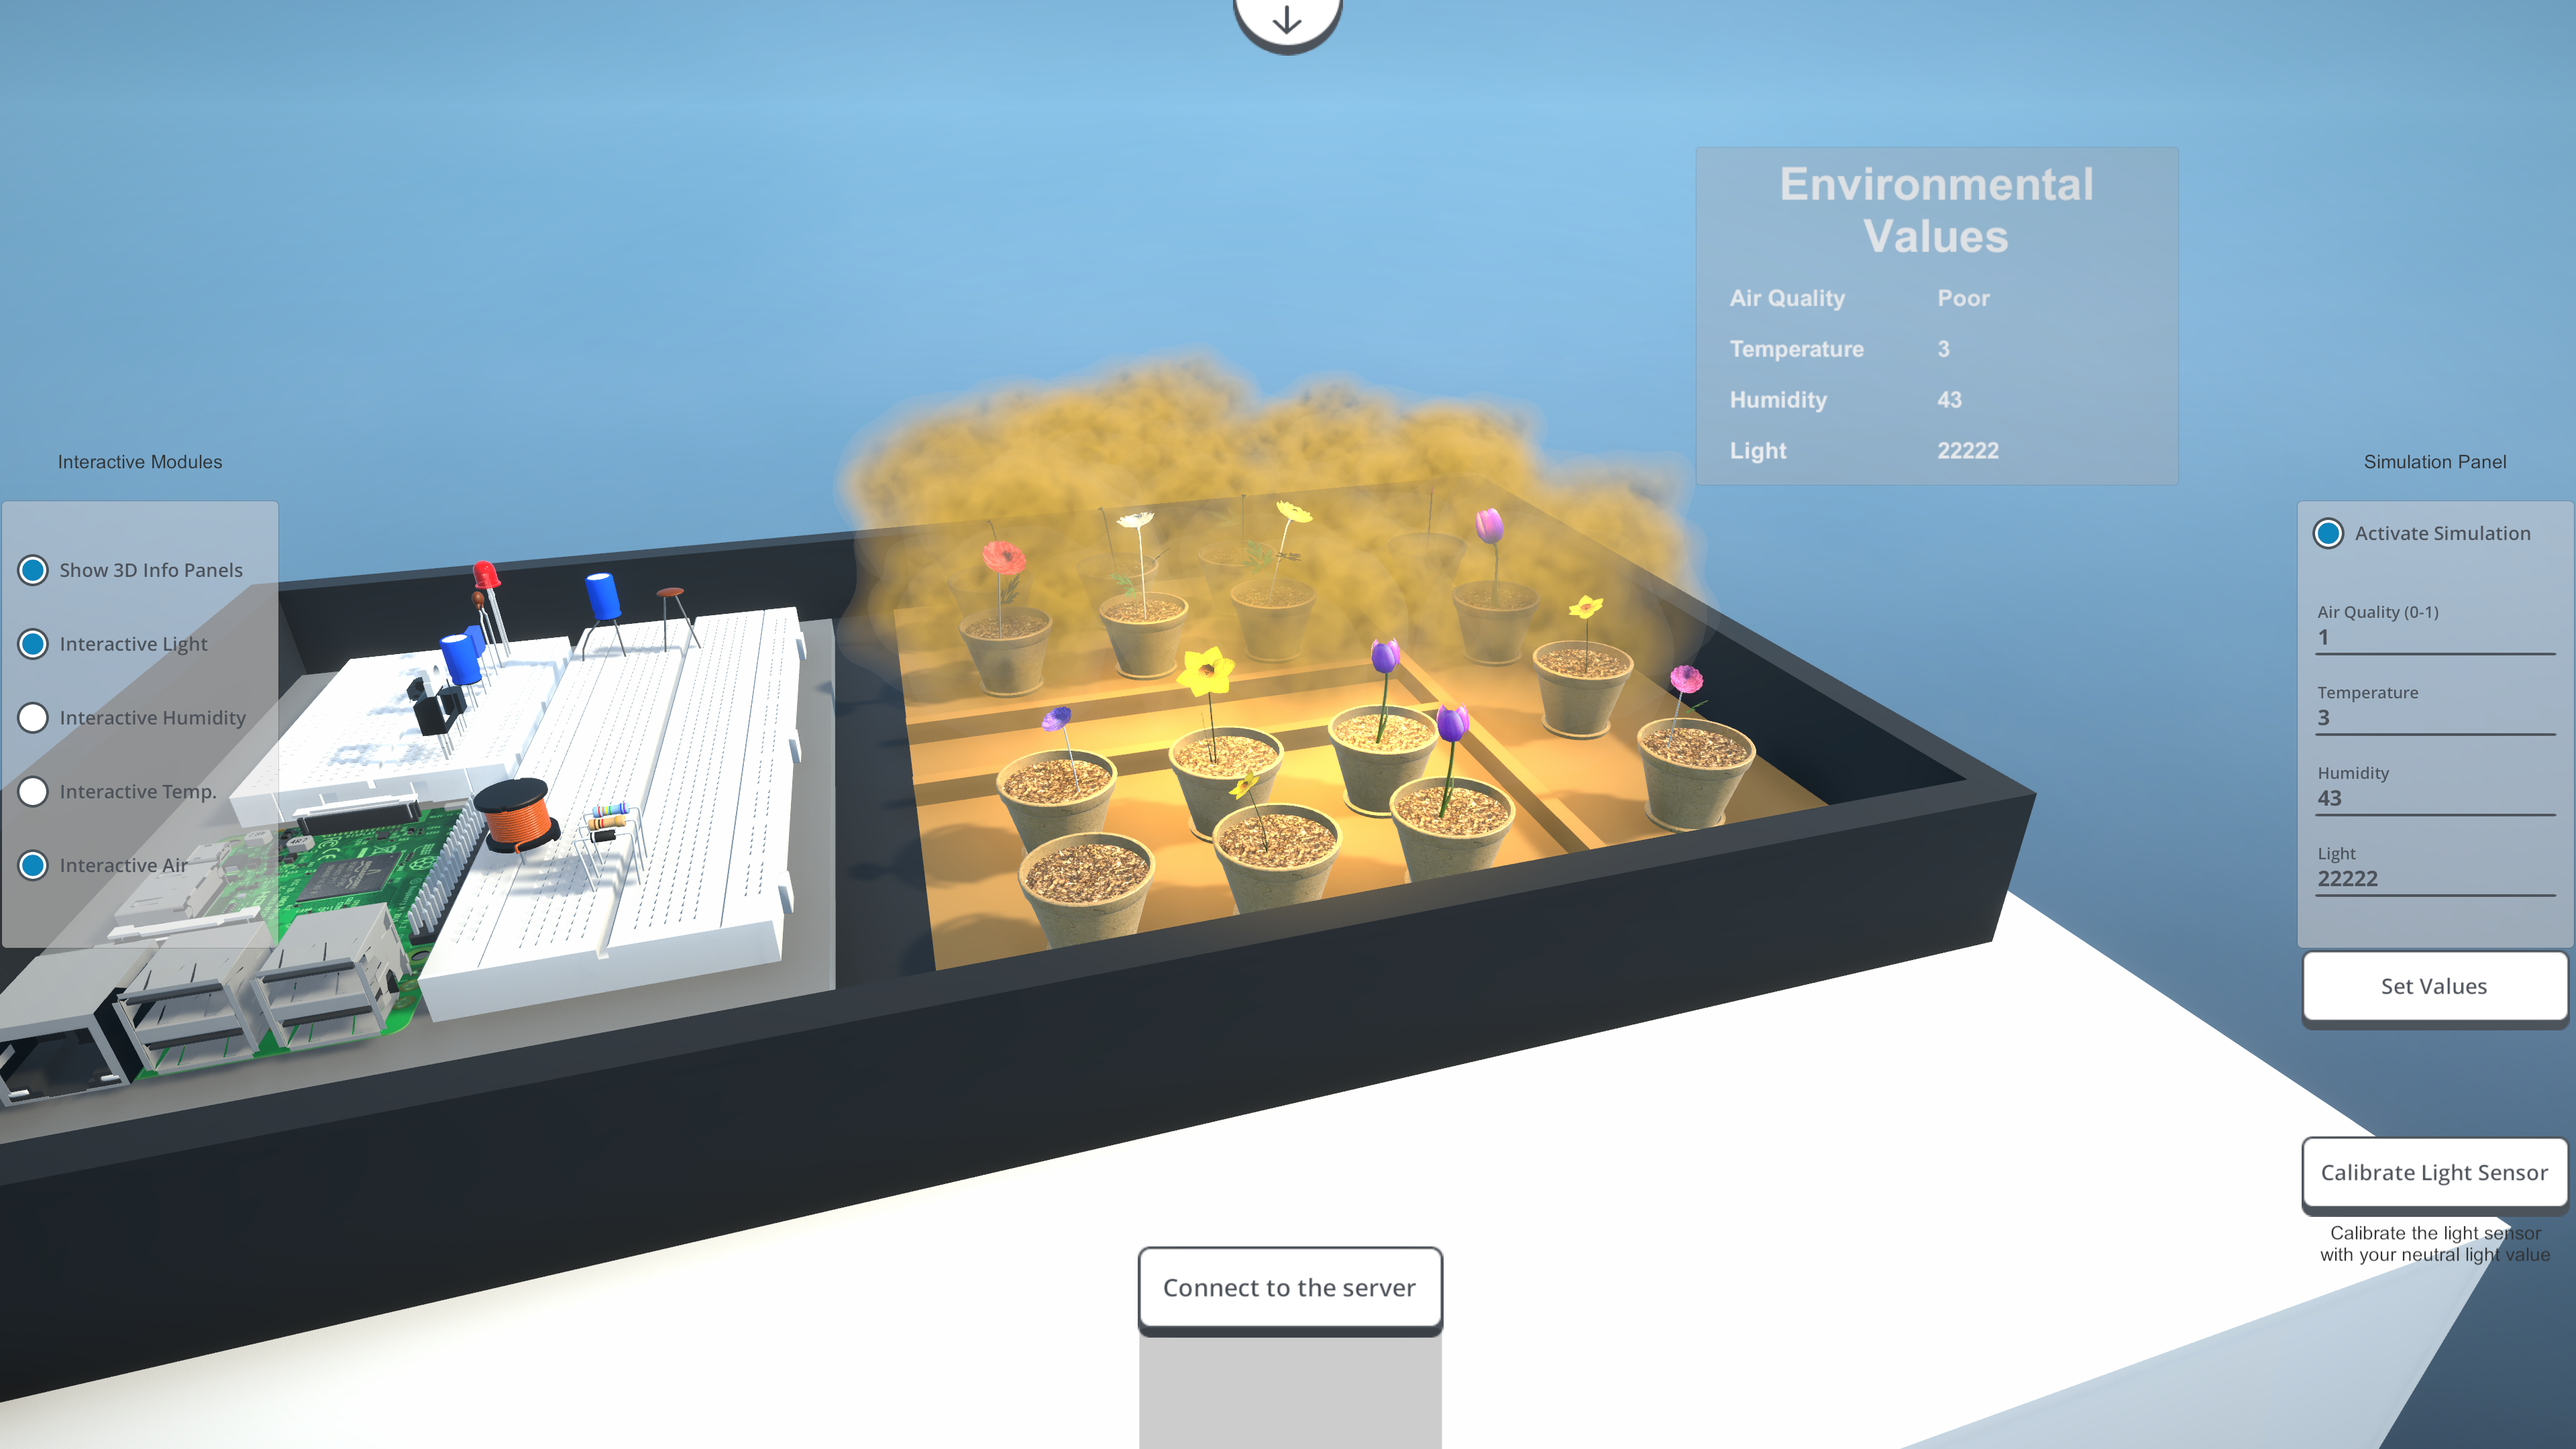 Environmental
Values
Air Quality Poor
Temperature 3
Humidity 43
Light 22222
Interactive Modules
Show 3D Info Panels
Interactive Light
Interactive Humidity
Interactive Temp.
Interactive Air
Simulation Panel
Activate Simulation
Air Quality (0-1)
1
Temperature
3
Humidity
43
Light
22222
Set Values
Calibrate Light Sensor
Calibrate the light sensor
with your neutral light value
Connect to the server